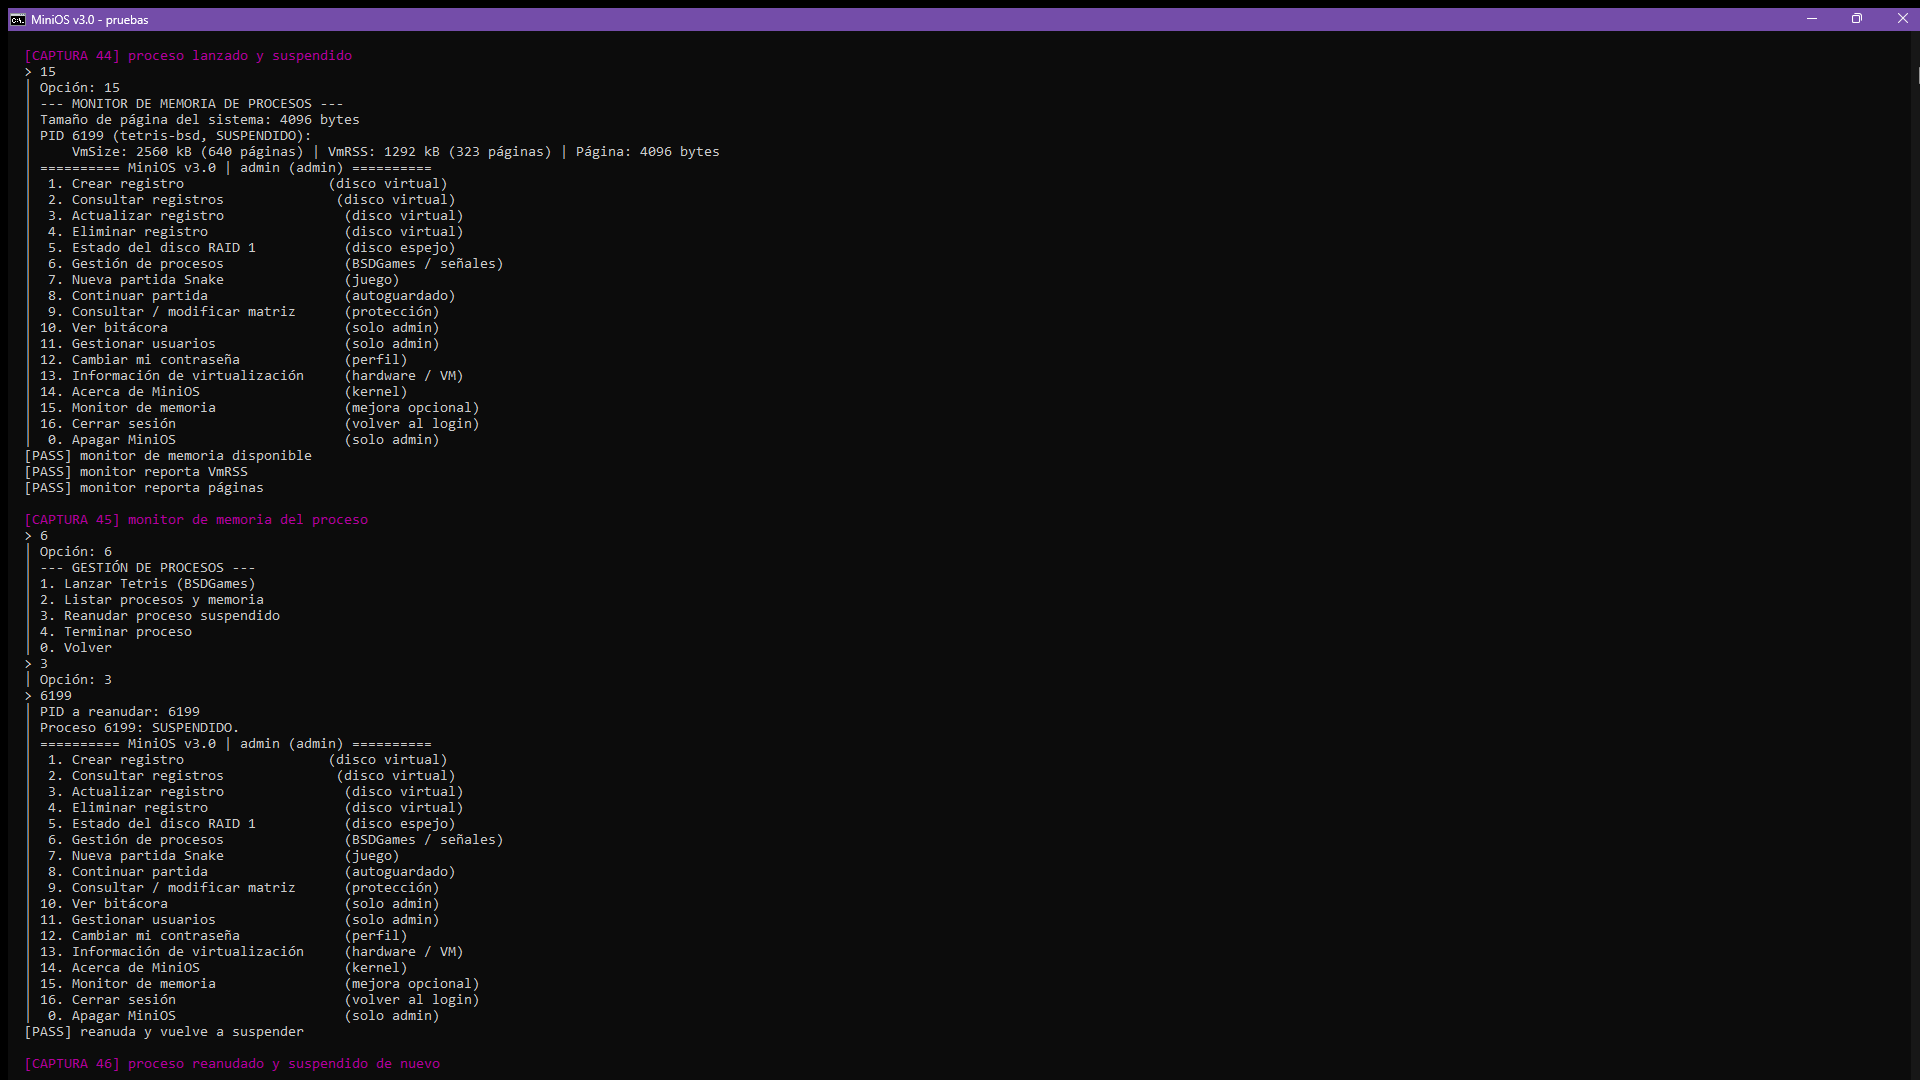 MiniOS v3.0 - pruebas
[CAPTURA 44] proceso lanzado y suspendido
> 15
Opción: 15
--- MONITOR DE MEMORIA DE PROCESOS ---
Tamaño de página del sistema: 4096 bytes
PID 6199 (tetris-bsd, SUSPENDIDO):
VmSize: 2560 kB (640 páginas) | VmRSS: 1292 kB (323 páginas) | Página: 4096 bytes
========== MiniOS v3.0 | admin (admin) ==========
1. Crear registro (disco virtual)
2. Consultar registros (disco virtual)
3. Actualizar registro (disco virtual)
4. Eliminar registro (disco virtual)
5. Estado del disco RAID 1 (disco espejo)
6. Gestión de procesos (BSDGames / señales)
7. Nueva partida Snake (juego)
8. Continuar partida (autoguardado)
9. Consultar / modificar matriz (protección)
10. Ver bitácora (solo admin)
11. Gestionar usuarios (solo admin)
12. Cambiar mi contraseña (perfil)
13. Información de virtualización (hardware / VM)
14. Acerca de MiniOS (kernel)
15. Monitor de memoria (mejora opcional)
16. Cerrar sesión (volver al login)
0. Apagar MiniOS (solo admin)
[PASS] monitor de memoria disponible
[PASS] monitor reporta VmRSS
[PASS] monitor reporta páginas
[CAPTURA 45] monitor de memoria del proceso
> 6
Opción: 6
--- GESTIÓN DE PROCESOS ---
1. Lanzar Tetris (BSDGames)
2. Listar procesos y memoria
3. Reanudar proceso suspendido
4. Terminar proceso
0. Volver
> 3
Opción: 3
> 6199
PID a reanudar: 6199
Proceso 6199: SUSPENDIDO.
========== MiniOS v3.0 | admin (admin) ==========
1. Crear registro (disco virtual)
2. Consultar registros (disco virtual)
3. Actualizar registro (disco virtual)
4. Eliminar registro (disco virtual)
5. Estado del disco RAID 1 (disco espejo)
6. Gestión de procesos (BSDGames / señales)
7. Nueva partida Snake (juego)
8. Continuar partida (autoguardado)
9. Consultar / modificar matriz (protección)
10. Ver bitácora (solo admin)
11. Gestionar usuarios (solo admin)
12. Cambiar mi contraseña (perfil)
13. Información de virtualización (hardware / VM)
14. Acerca de MiniOS (kernel)
15. Monitor de memoria (mejora opcional)
16. Cerrar sesión (volver al login)
0. Apagar MiniOS (solo admin)
[PASS] reanuda y vuelve a suspender
[CAPTURA 46] proceso reanudado y suspendido de nuevo